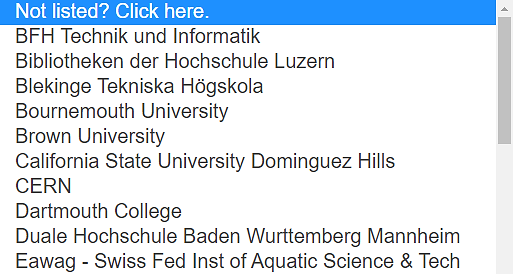 Not listed? Click here.
BFH Technik und Informatik
Bibliotheken der Hochschule Luzern
Blekinge Tekniska Högskola
Bournemouth University
Brown University
California State University Dominguez Hills
CERN
Dartmouth College
Duale Hochschule Baden Wurttemberg Mannheim
Eawag - Swiss Fed Inst of Aquatic Science & Tech